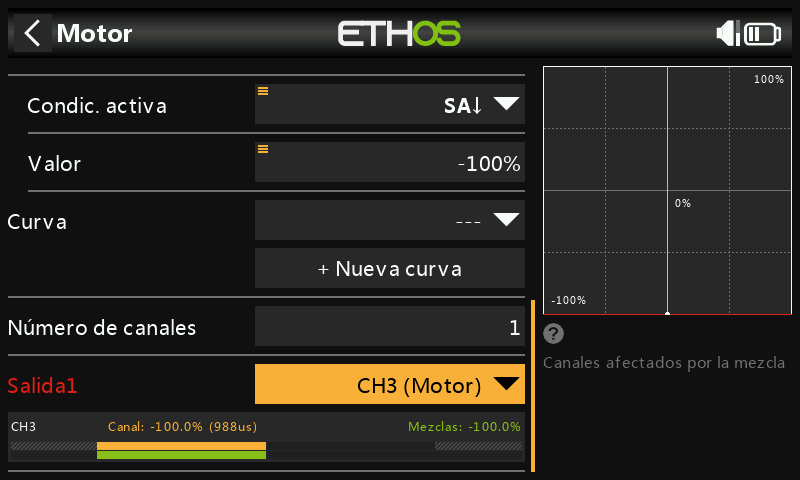 Motor
ETHOS
Condic. activa
SA↓
Valor
-100%
Curva
---
+ Nueva curva
Número de canales
1
Salida1
CH3 (Motor)
CH3
Canal: -100.0% (988us)
Mezclas: -100.0%
100%
0%
-100%
?
Canales afectados por la mezcla